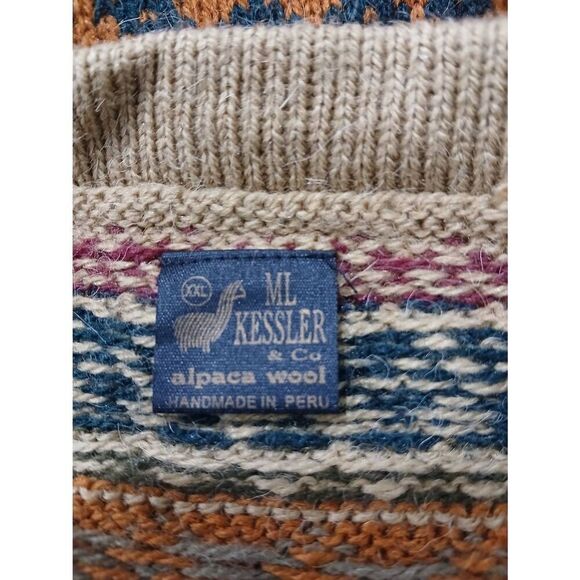 XXL
ML
KESSLER
& Co
alpaca wool
HANDMADE IN PERU